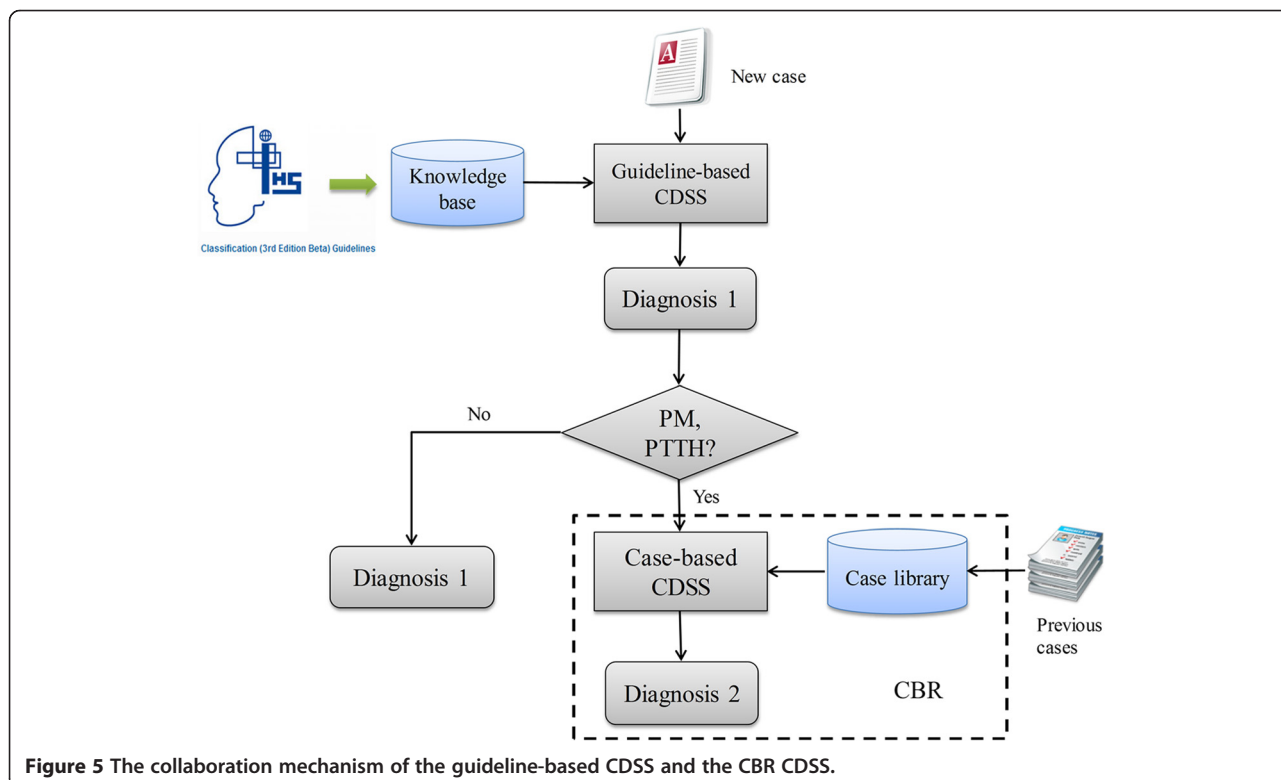 A
New case
IHS
Classification (3rd Edition Beta) Guidelines
Knowledge
base
Guideline-based
CDSS
Diagnosis 1
PM,
PTTH?
No
Yes
Diagnosis 1
Case-based
CDSS
Case library
Previous
cases
Diagnosis 2
CBR
Figure 5 The collaboration mechanism of the guideline-based CDSS and the CBR CDSS.